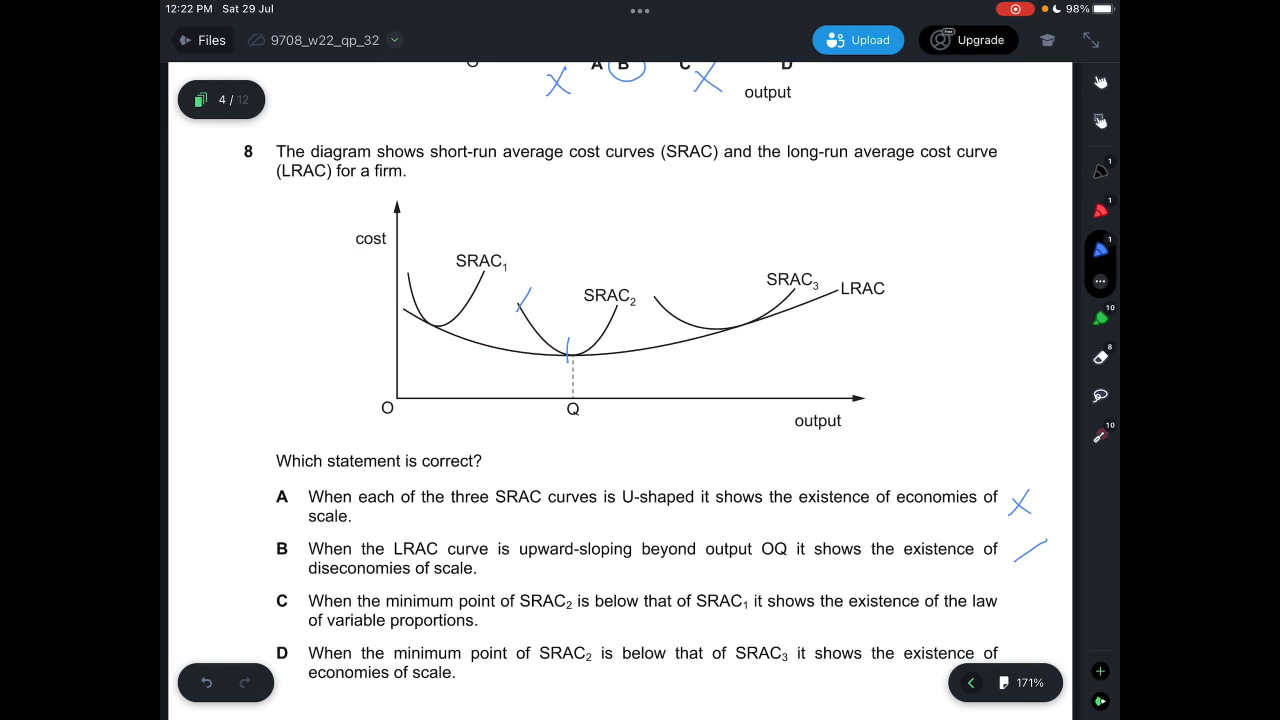 12:22 PM Sat 29 Jul
98%
Files
9708_w22_qp_32
Upload
Upgrade
4 / 12
O A B C D
output
8 The diagram shows short-run average cost curves (SRAC) and the long-run average cost curve
(LRAC) for a firm.
cost
SRAC1
SRAC2
SRAC3
LRAC
O
Q
output
Which statement is correct?
A When each of the three SRAC curves is U-shaped it shows the existence of economies of
scale.
B When the LRAC curve is upward-sloping beyond output OQ it shows the existence of
diseconomies of scale.
C When the minimum point of SRAC2 is below that of SRAC1 it shows the existence of the law
of variable proportions.
D When the minimum point of SRAC2 is below that of SRAC3 it shows the existence of
economies of scale.
171%
1
1
1
10
8
10